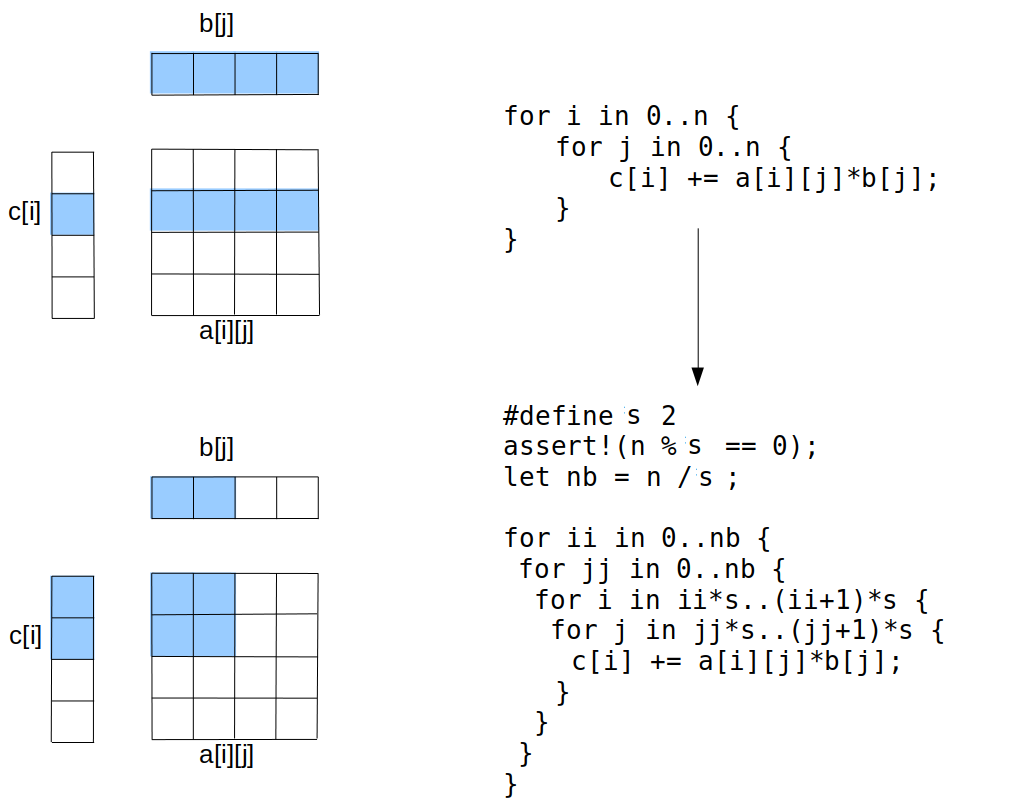 b[j]
c[i]
a[i][j]
for i in 0..n {
for j in 0..n {
c[i] += a[i][j]*b[j];
}
}
b[j]
c[i]
a[i][j]
#define s 2
assert!(n % s == 0);
let nb = n / s ;
for ii in 0..nb {
for jj in 0..nb {
for i in ii*s..(ii+1)*s {
for j in jj*s..(jj+1)*s {
c[i] += a[i][j]*b[j];
}
}
}
}